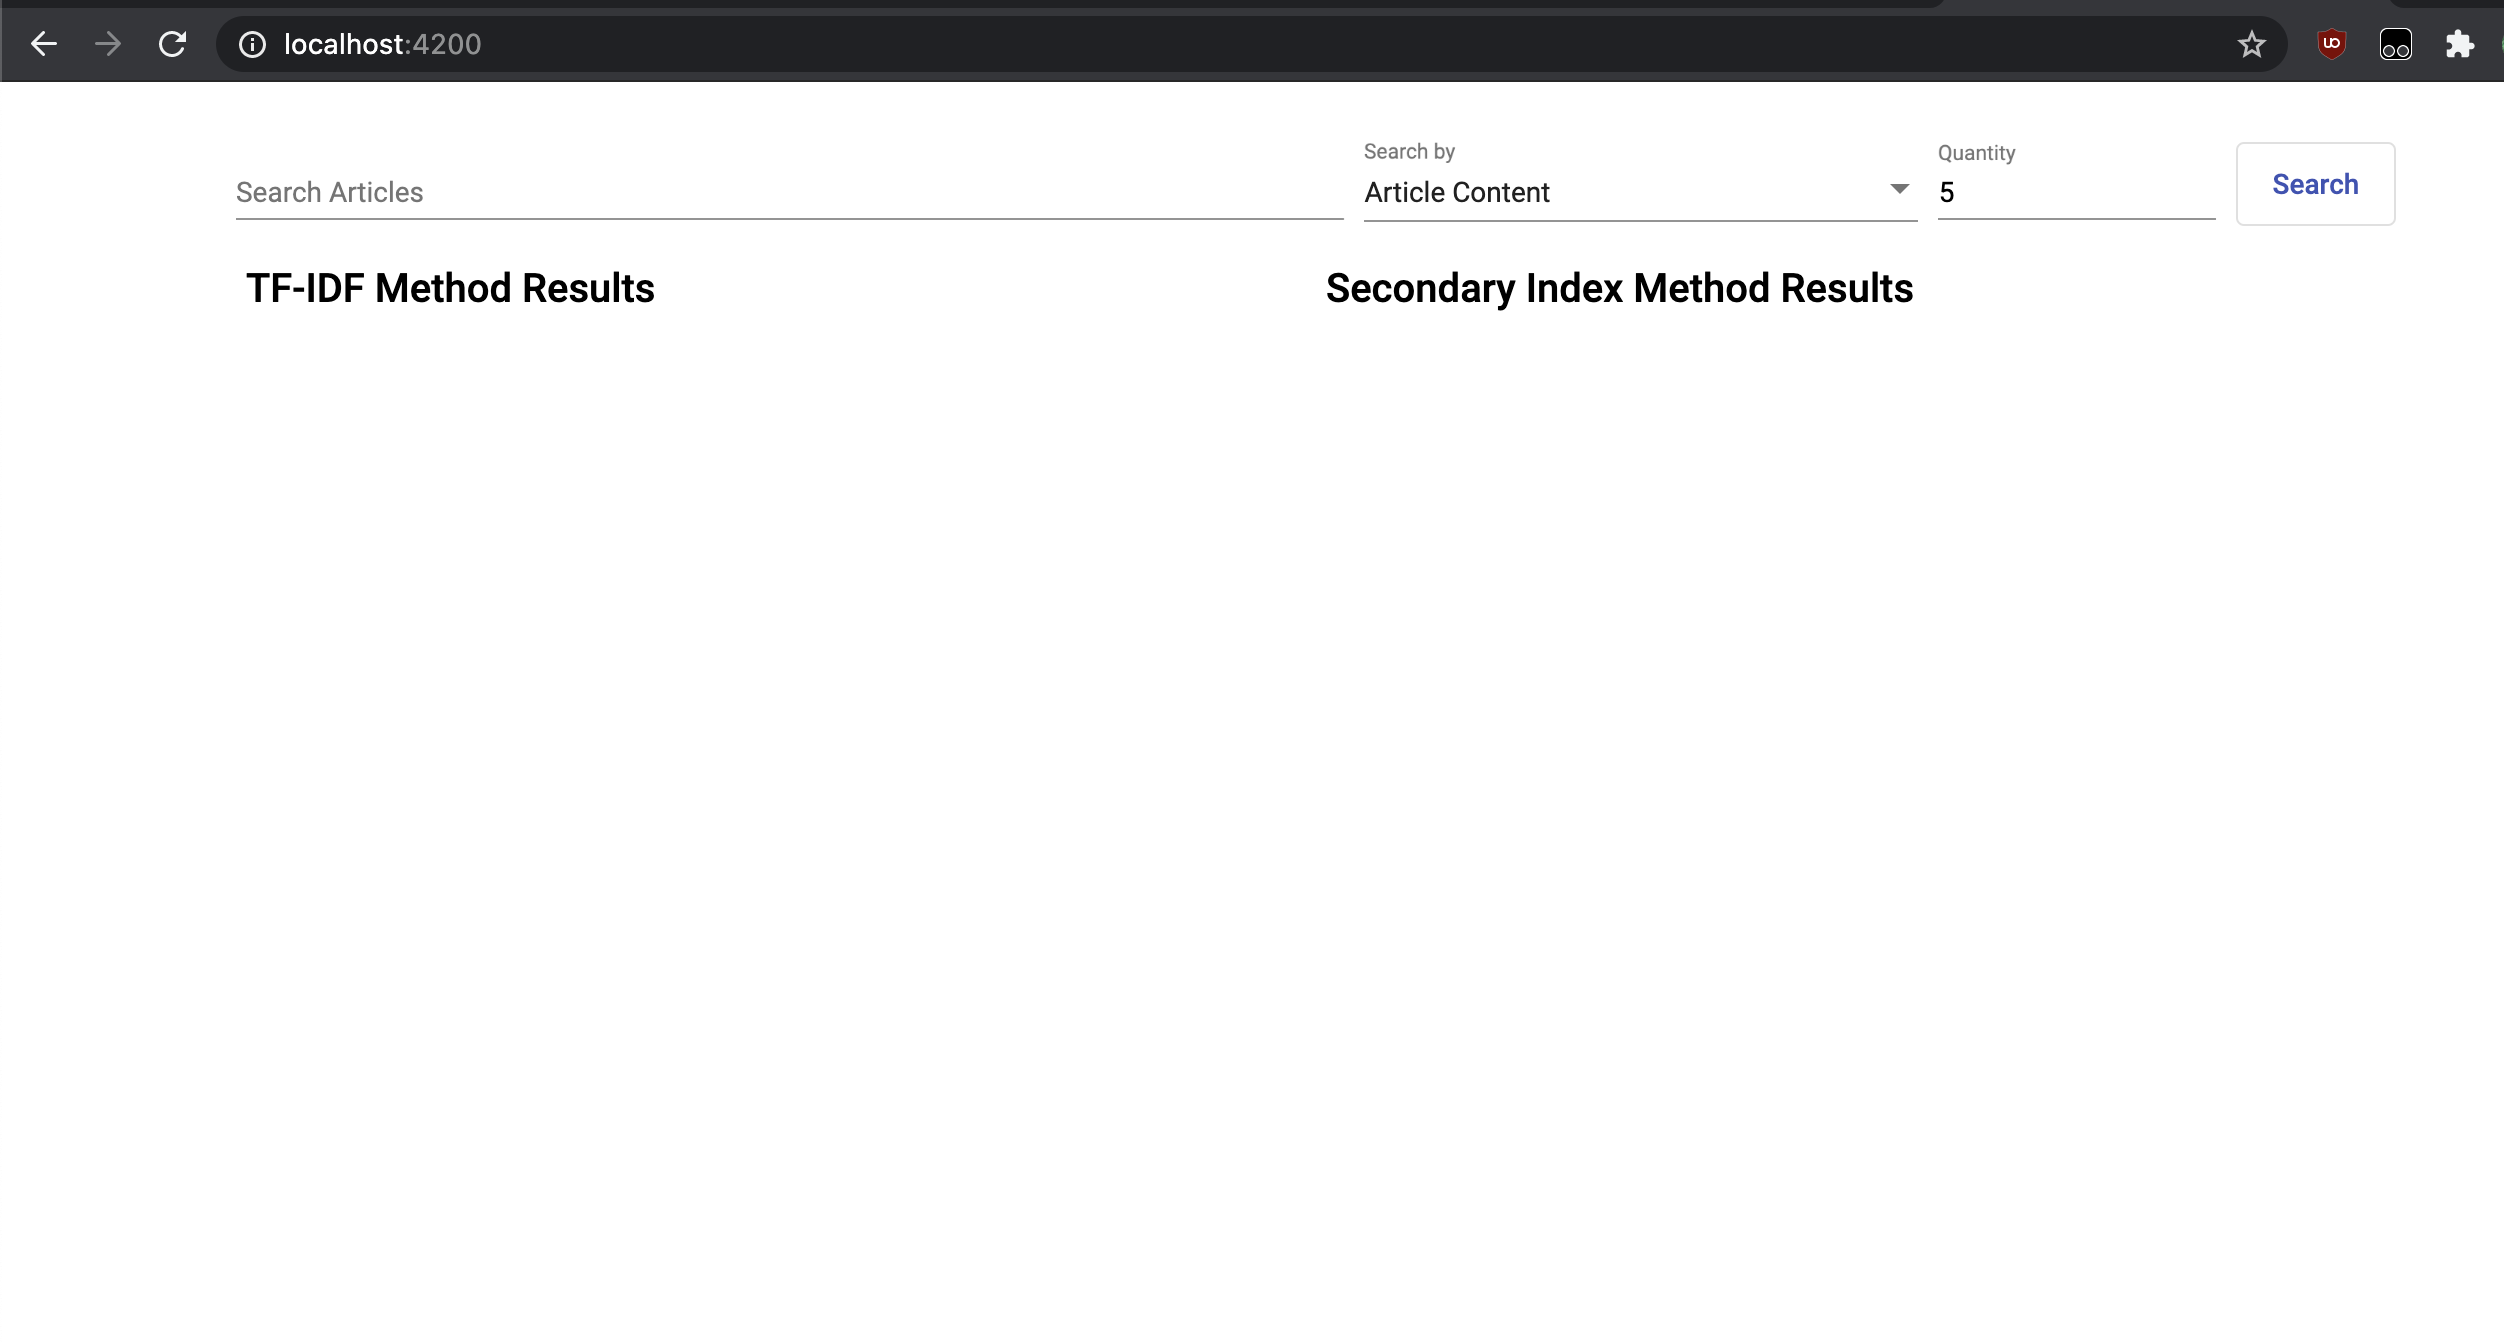 localhost:4200
Search by
Quantity
Search Articles
Article Content
5
Search
TF-IDF Method Results
Secondary Index Method Results